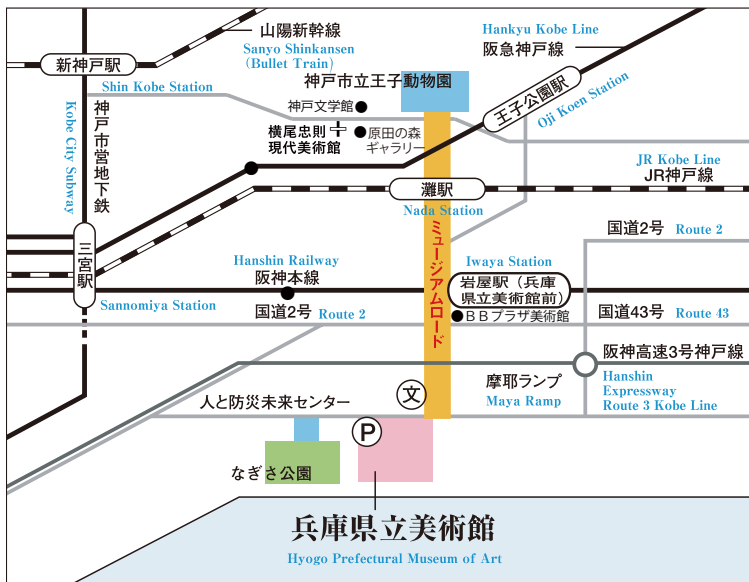 山陽新幹線
Sanyo Shinkansen
(Bullet Train)
Hankyu Kobe Line
阪急神戸線
新神戸駅
Shin Kobe Station
神戸市立王子動物園
王子公園駅
Oji Koen Station
神戸文学館
横尾忠則
現代美術館
原田の森
ギャラリー
Kobe City Subway
神戸市営地下鉄
JR Kobe Line
JR神戸線
灘駅
Nada Station
ミュージアムロード
三宮駅
Sannomiya Station
国道2号 Route 2
Hanshin Railway
阪神本線
Iwaya Station
岩屋駅(兵庫
県立美術館前)
国道2号 Route 2
BBプラザ美術館
国道43号 Route 43
阪神高速3号神戸線
Hanshin
Expressway
Route 3 Kobe Line
摩耶ランプ
Maya Ramp
文
人と防災未来センター
P
なぎさ公園
兵庫県立美術館
Hyogo Prefectural Museum of Art